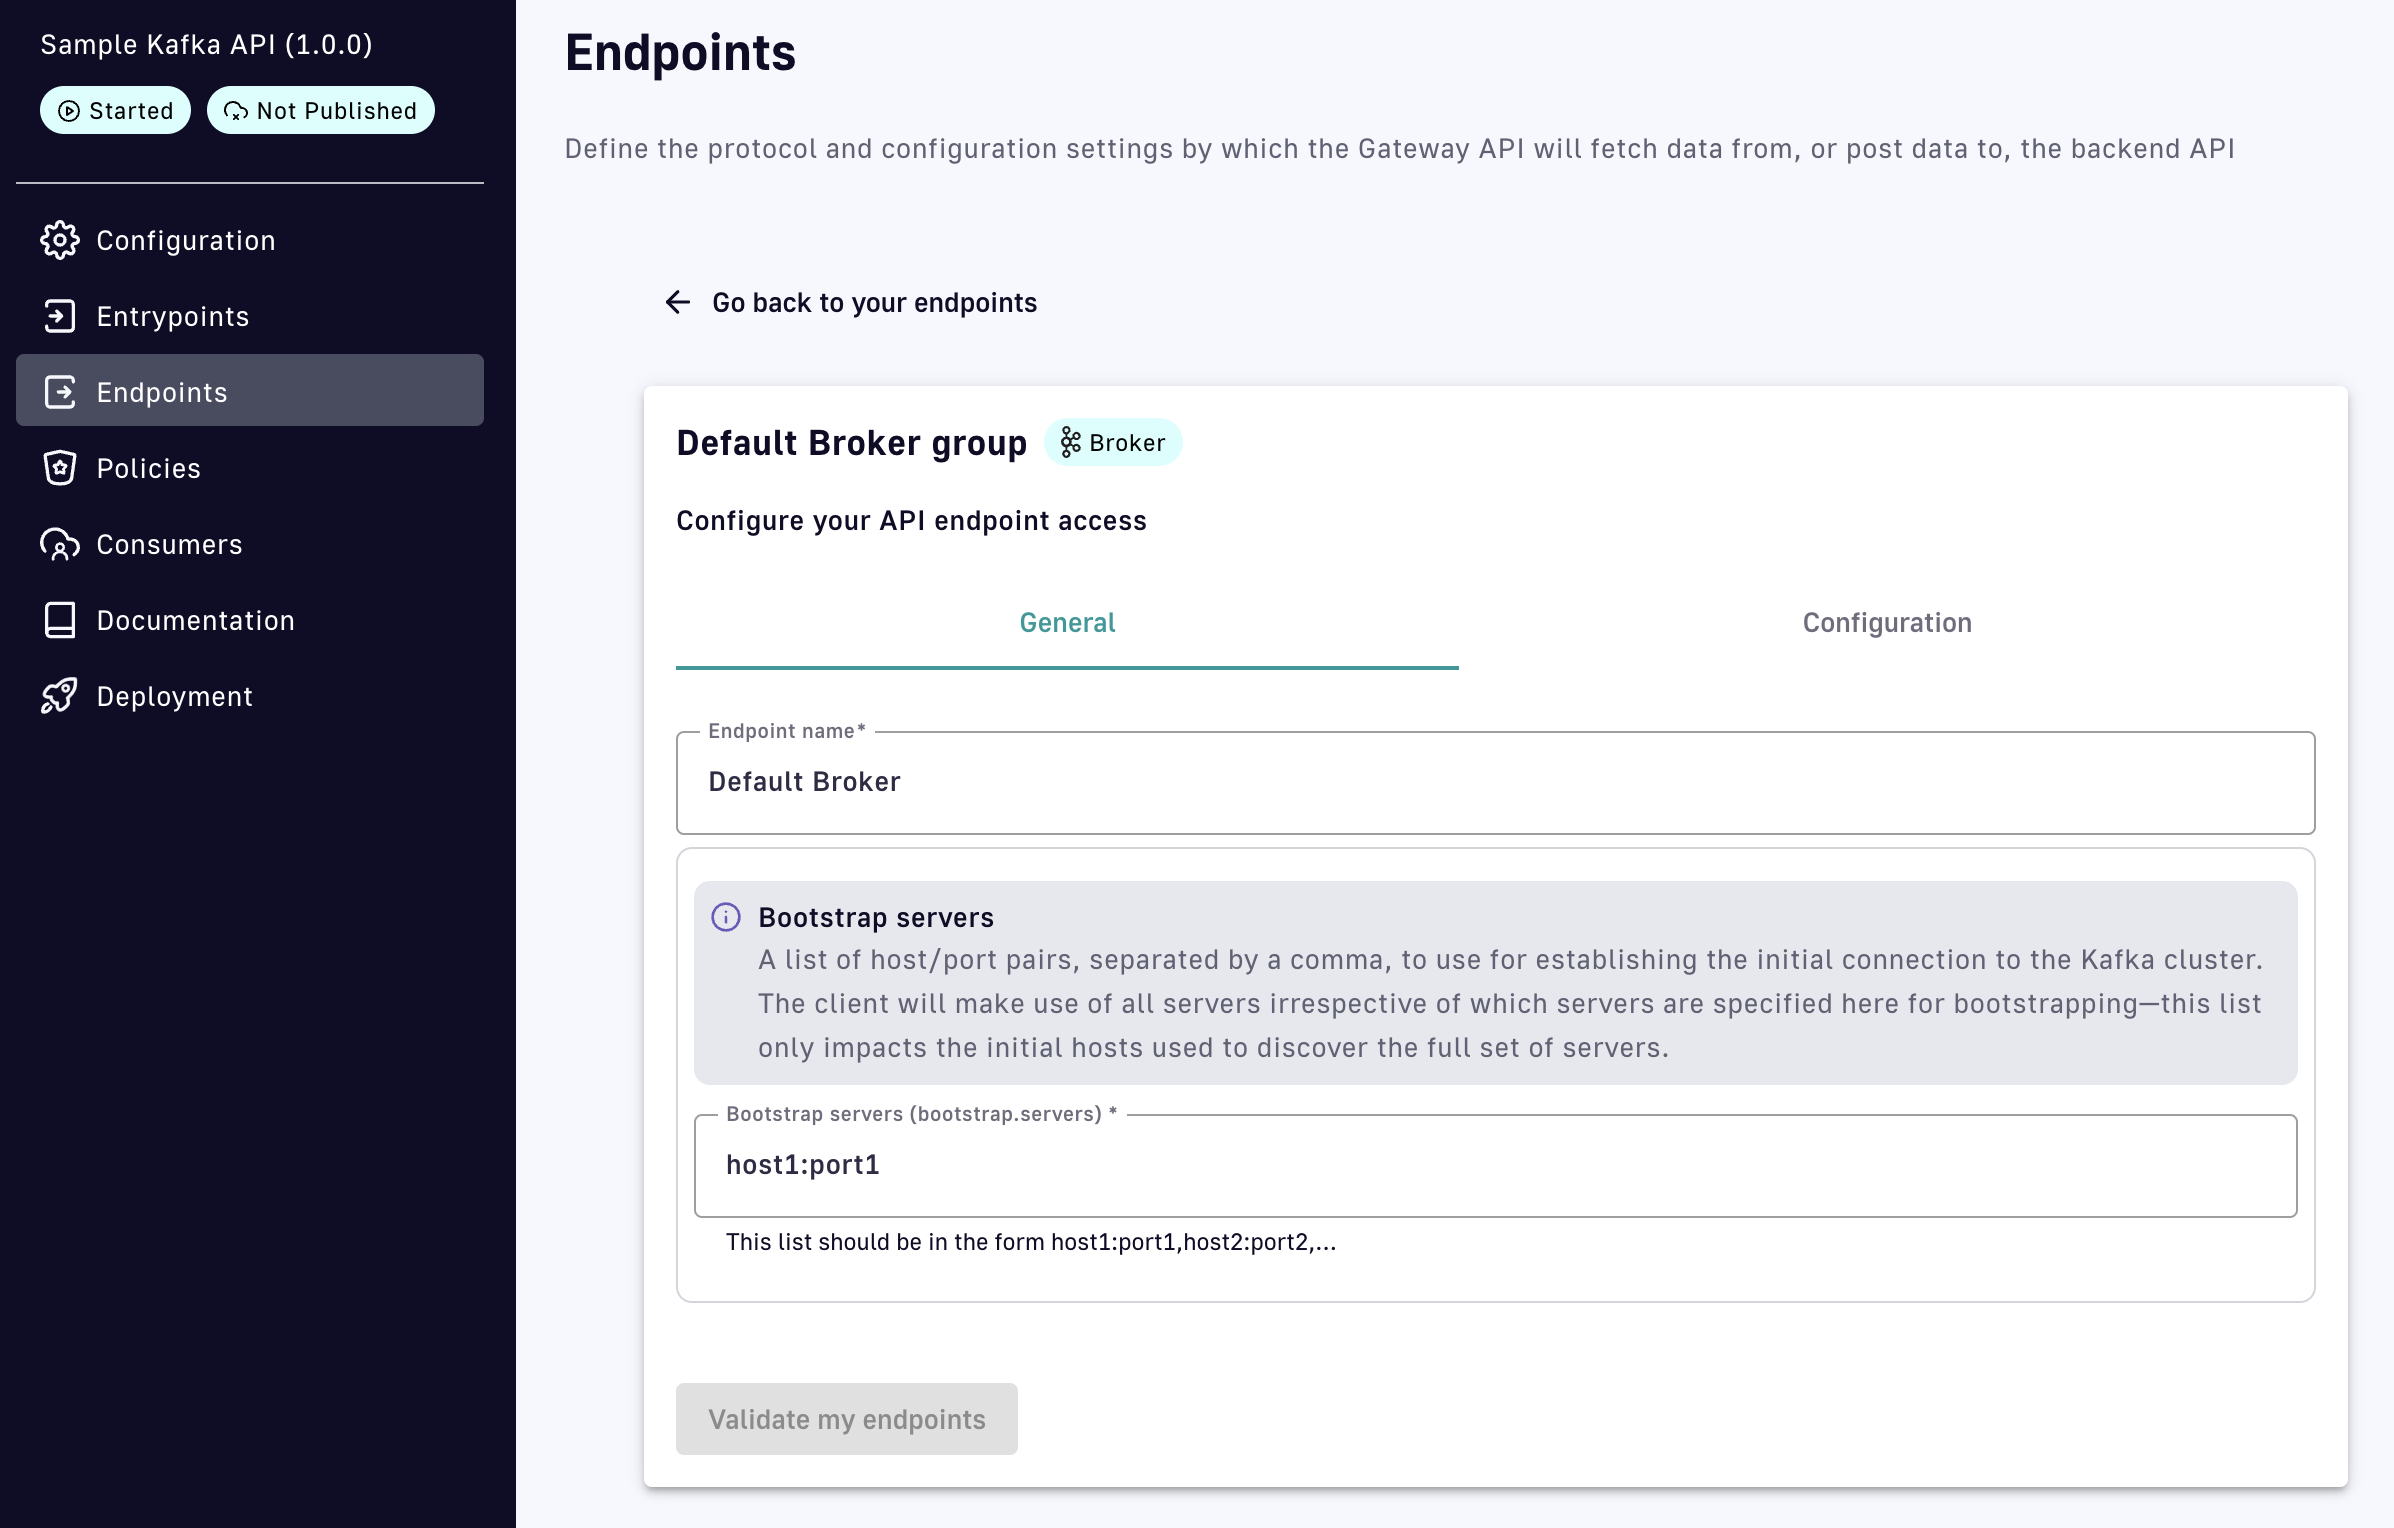 Sample Kafka API (1.0.0)
Started
Not Published
Configuration
Entrypoints
Endpoints
Policies
Consumers
Documentation
Deployment
Endpoints
Define the protocol and configuration settings by which the Gateway API will fetch data from, or post data to, the backend API
Go back to your endpoints
Default Broker group
Broker
Configure your API endpoint access
General
Configuration
Endpoint name*
Default Broker
Bootstrap servers
A list of host/port pairs, separated by a comma, to use for establishing the initial connection to the Kafka cluster.
The client will make use of all servers irrespective of which servers are specified here for bootstrapping—this list
only impacts the initial hosts used to discover the full set of servers.
Bootstrap servers (bootstrap.servers) *
host1:port1
This list should be in the form host1:port1,host2:port2,...
Validate my endpoints